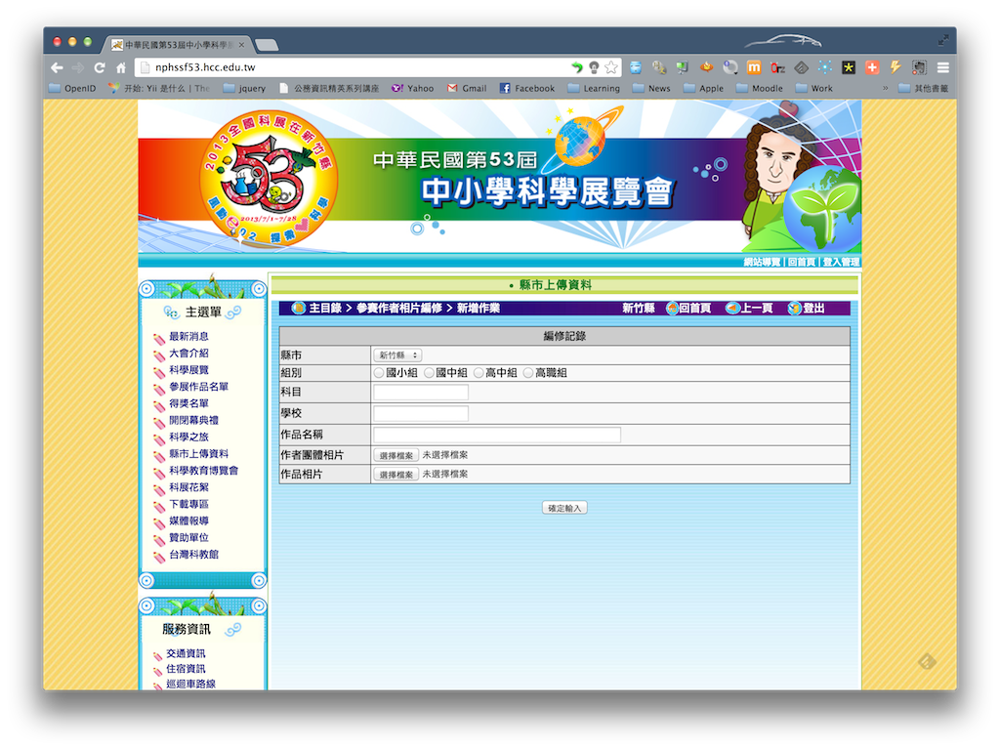 中華民國第53屆中小學科學
nphssf53.hcc.edu.tw
OpenID 开始: Yii 是什么 | The jquery 公務資訊精英系列講座 Yahoo Gmail Facebook Learning News Apple Moodle Work » 其他書籤
2013全國科展在新竹縣
53
2013/7/1~7/28
風動e02 探索科學
中華民國第53屆
中小學科學展覽會
網站導覽 | 回首頁 | 登入管理
主選單
最新消息
大會介紹
科學展覽
參展作品名單
得獎名單
開閉幕典禮
科學之旅
縣市上傳資料
科學教育博覽會
科展花絮
下載專區
媒體報導
贊助單位
台灣科教館
服務資訊
交通資訊
住宿資訊
巡迴車路線
• 縣市上傳資料
主目錄 > 參賽作者相片編修 > 新增作業 新竹縣 回首頁 上一頁 登出
編修記錄
縣市 新竹縣
組別 國小組 國中組 高中組 高職組
科目
學校
作品名稱
作者團體相片 選擇檔案 未選擇檔案
作品相片 選擇檔案 未選擇檔案
確定輸入